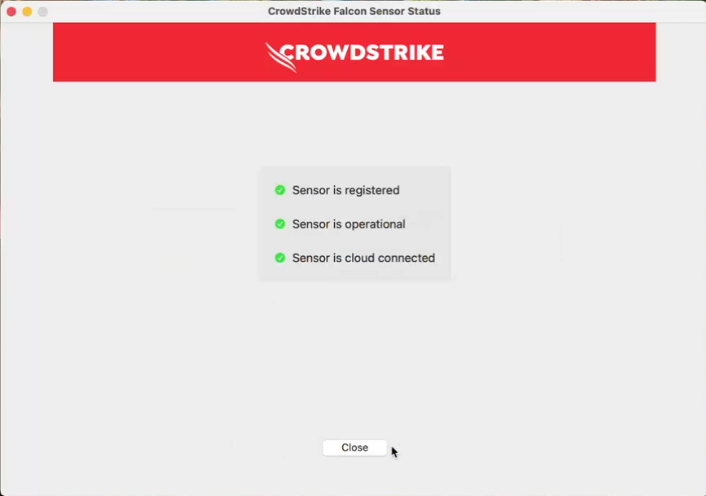 CrowdStrike Falcon Sensor Status
CROWDSTRIKE
Sensor is registered
Sensor is operational
Sensor is cloud connected
Close